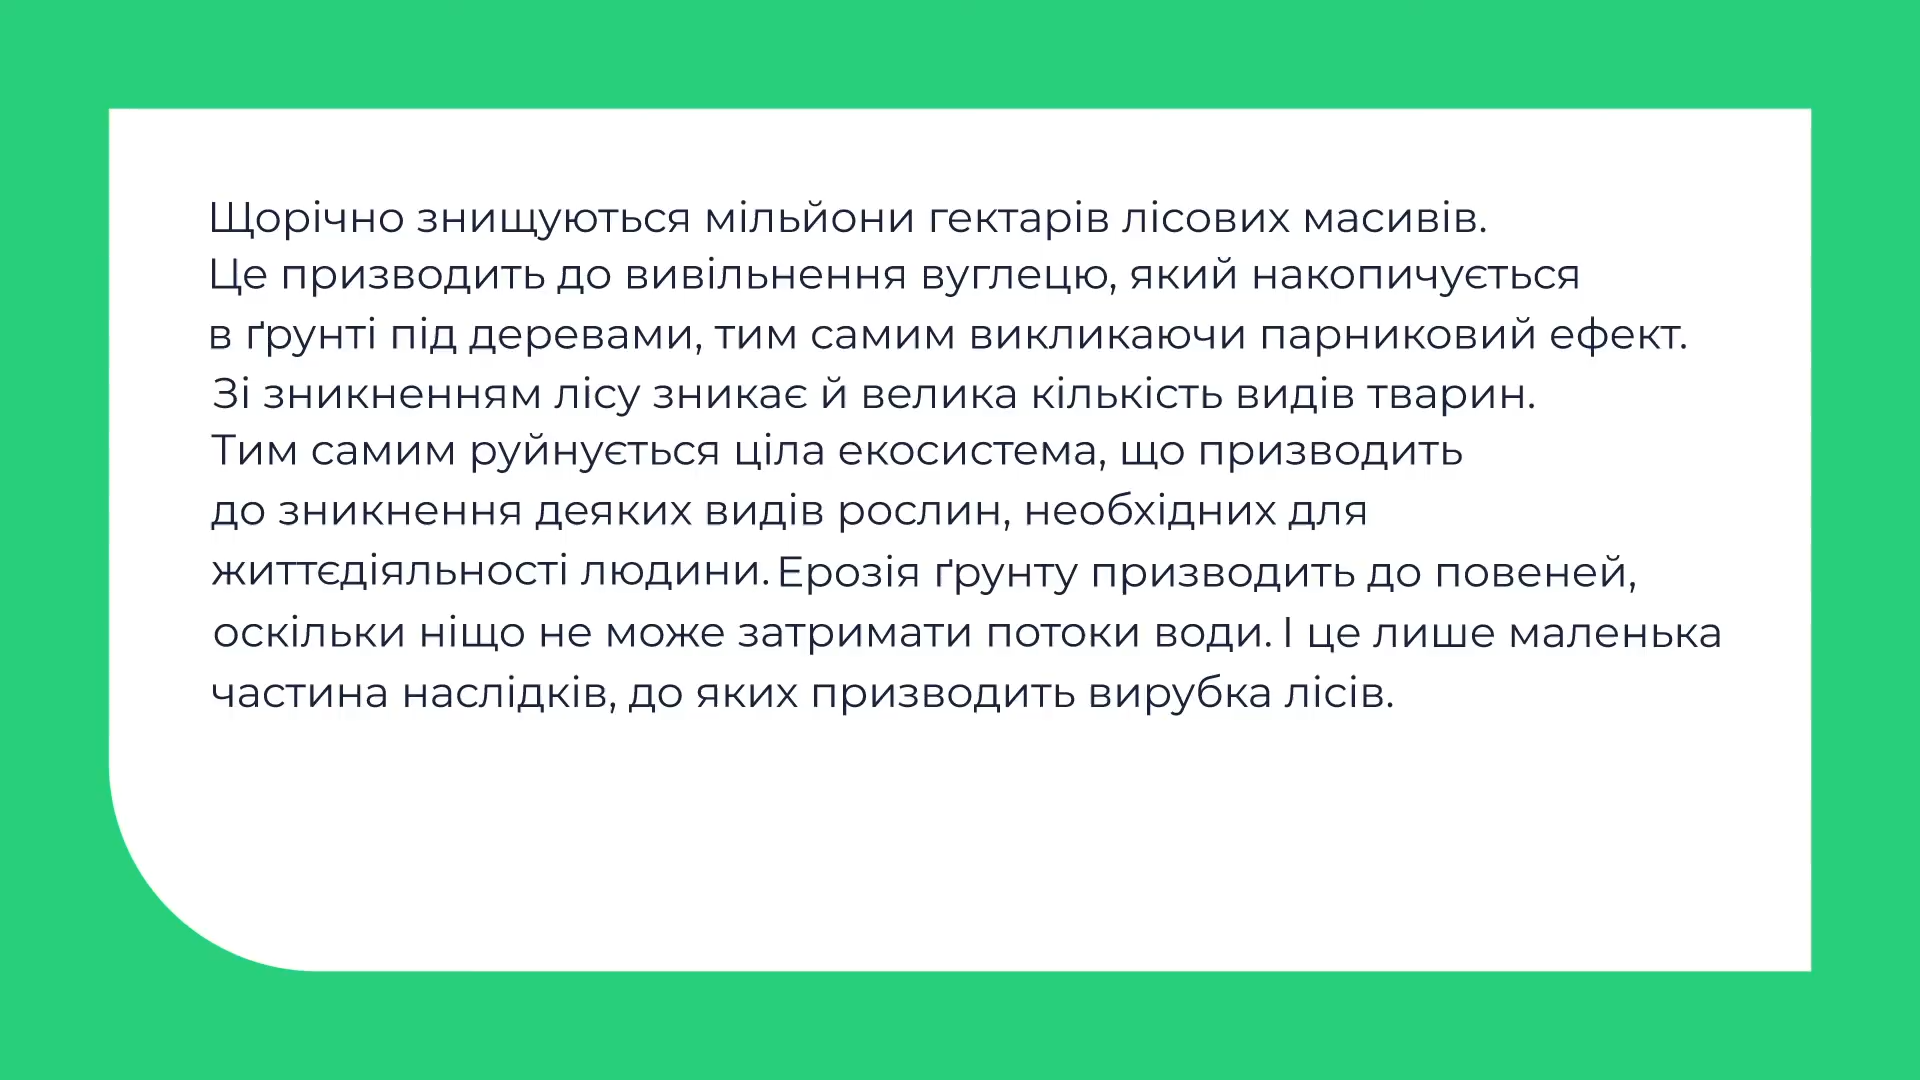 Щорічно знищуються мільйони гектарів лісових масивів.
Це призводить до вивільнення вуглецю, який накопичується
в ґрунті під деревами, тим самим викликаючи парниковий ефект.
Зі зникненням лісу зникає й велика кількість видів тварин.
Тим самим руйнується ціла екосистема, що призводить
до зникнення деяких видів рослин, необхідних для
життєдіяльності людини. Ерозія ґрунту призводить до повеней,
оскільки ніщо не може затримати потоки води. І це лише маленька
частина наслідків, до яких призводить вирубка лісів.